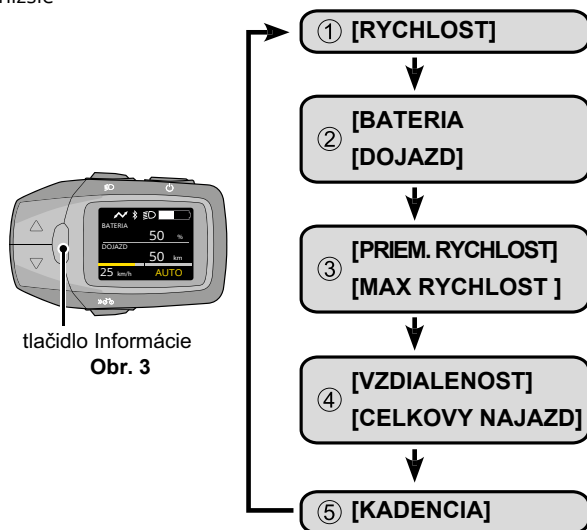 ① [RYCHLOST]
② [BATERIA
[DOJAZD]
③ [PRIEM. RYCHLOST]
[MAX RYCHLOST ]
④ [VZDIALENOST]
[CELKOVY NAJAZD]
⑤ [KADENCIA]
BATERIA
50 %
DOJAZD
50 km
25 km/h AUTO
tlačidlo Informácie
Obr. 3